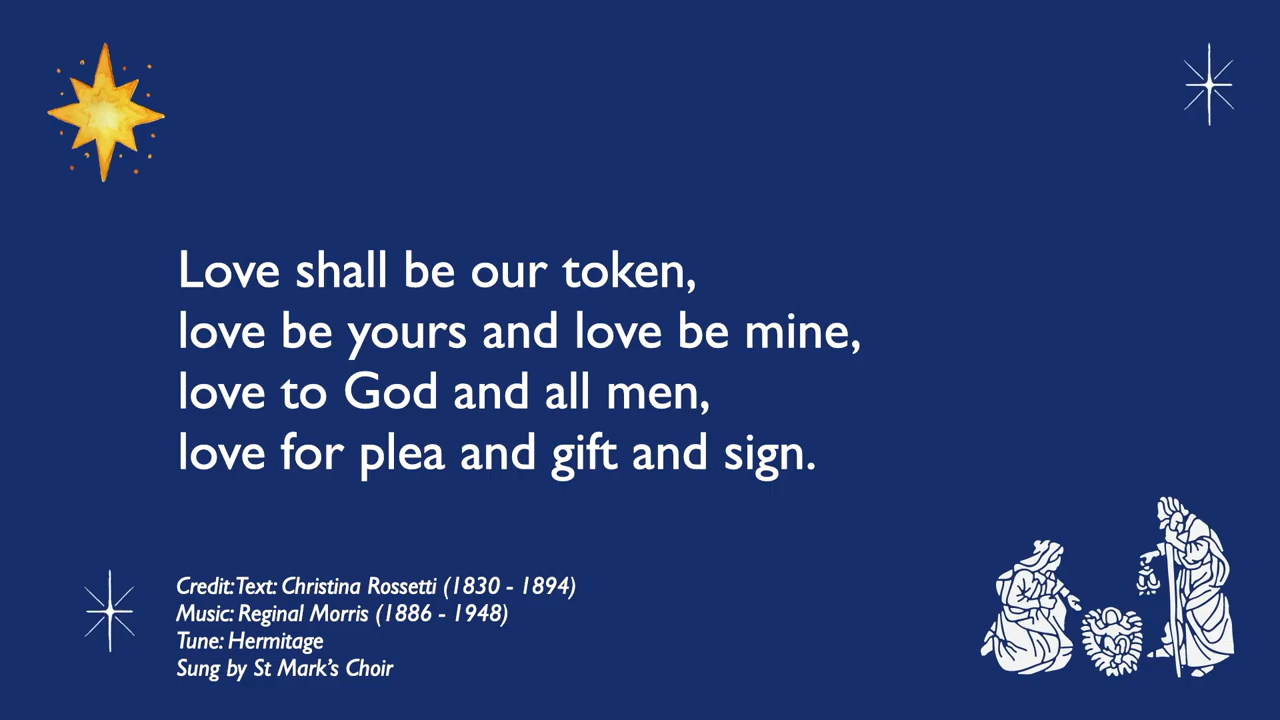 Love shall be our token,
love be yours and love be mine,
love to God and all men,
love for plea and gift and sign.
Credit:Text: Christina Rossetti (1830 - 1894)
Music: Reginal Morris (1886 - 1948)
Tune: Hermitage
Sung by St Mark’s Choir